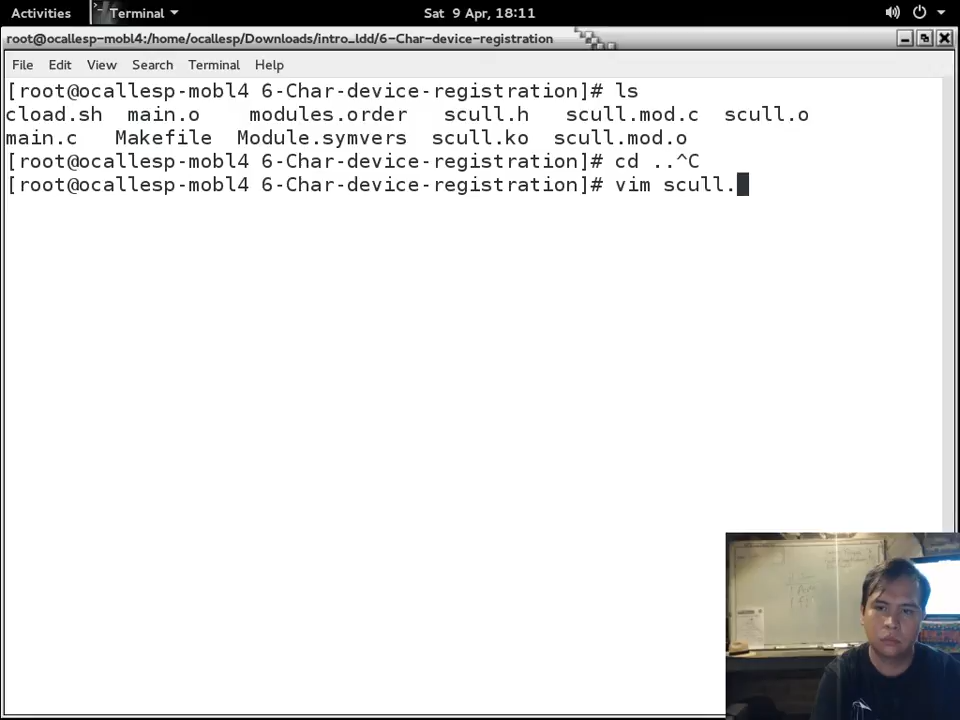 Activities Terminal Sat 9 Apr, 18:11
root@ocallesp-mobl4:/home/ocallesp/Downloads/intro_ldd/6-Char-device-registration
File Edit View Search Terminal Help
[root@ocallesp-mobl4 6-Char-device-registration]# ls
cload.sh main.o modules.order scull.h scull.mod.c scull.o
main.c Makefile Module.symvers scull.ko scull.mod.o
[root@ocallesp-mobl4 6-Char-device-registration]# cd ..^C
[root@ocallesp-mobl4 6-Char-device-registration]# vim scull.